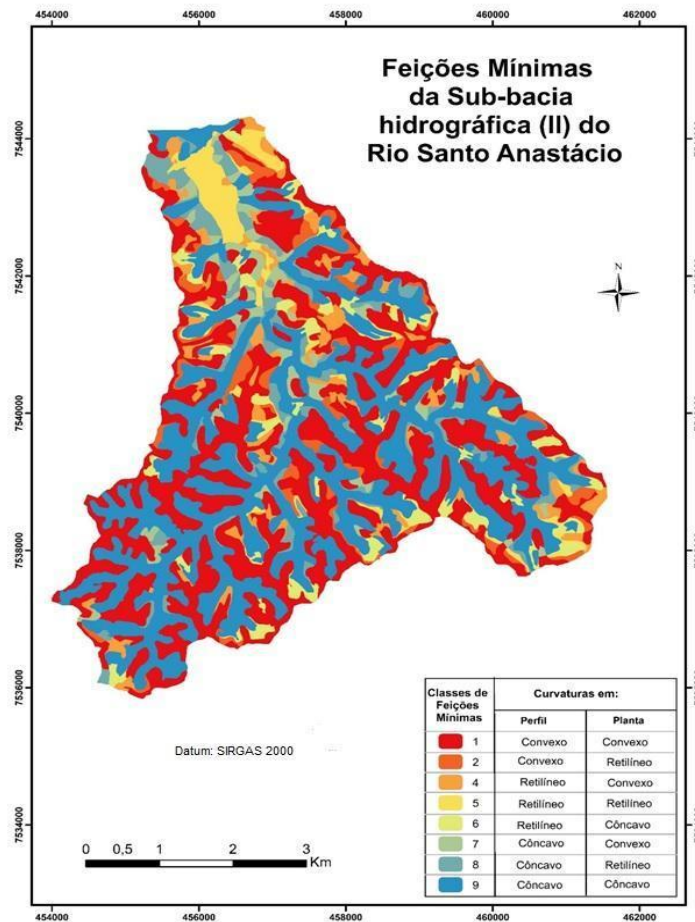 454000 456000 458000 460000 462000
Feições Mínimas
da Sub-bacia
hidrográfica (II) do
Rio Santo Anastácio
7544000
7542000
N
7540000
7538000
7536000
7534000
Datum: SIRGAS 2000
0 0,5 1 2 3
Km
Classes de Feições Mínimas Curvaturas em:
Perfil Planta
1 Convexo Convexo
2 Convexo Retilíneo
4 Retilíneo Convexo
5 Retilíneo Retilíneo
6 Retilíneo Côncavo
7 Côncavo Convexo
8 Côncavo Retilíneo
9 Côncavo Côncavo
454000 456000 458000 460000 462000